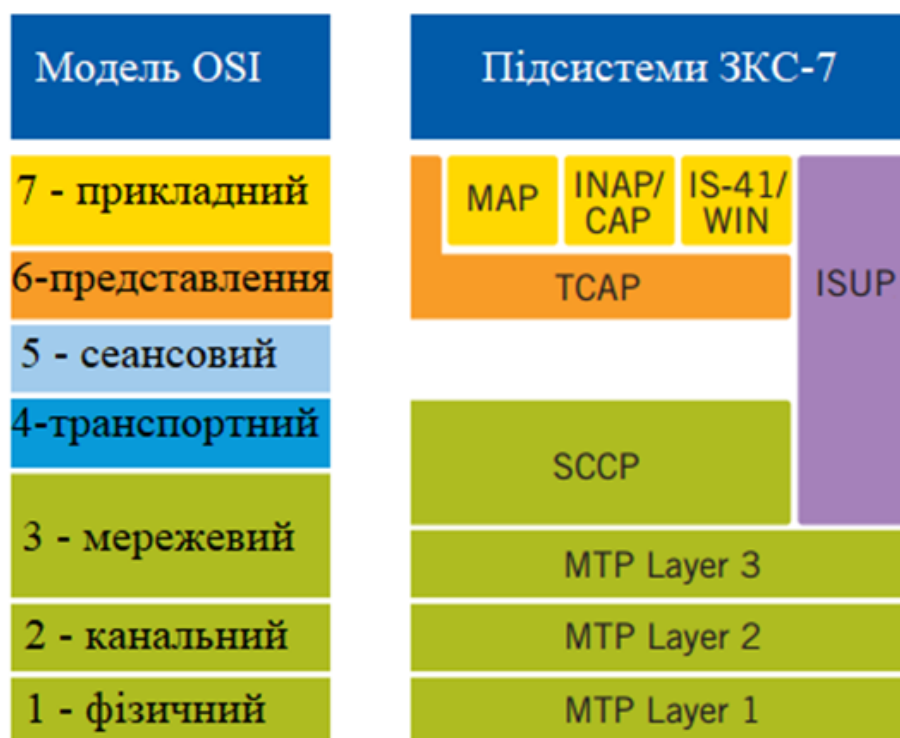 Модель OSI
Підсистеми ЗКС-7
7 - прикладний
6-представлення
5 - сеансовий
4-транспортний
3 - мережевий
2 - канальний
1 - фізичний
MAP
INAP/
CAP
IS-41/
WIN
TCAP
ISUP
SCCP
MTP Layer 3
MTP Layer 2
MTP Layer 1